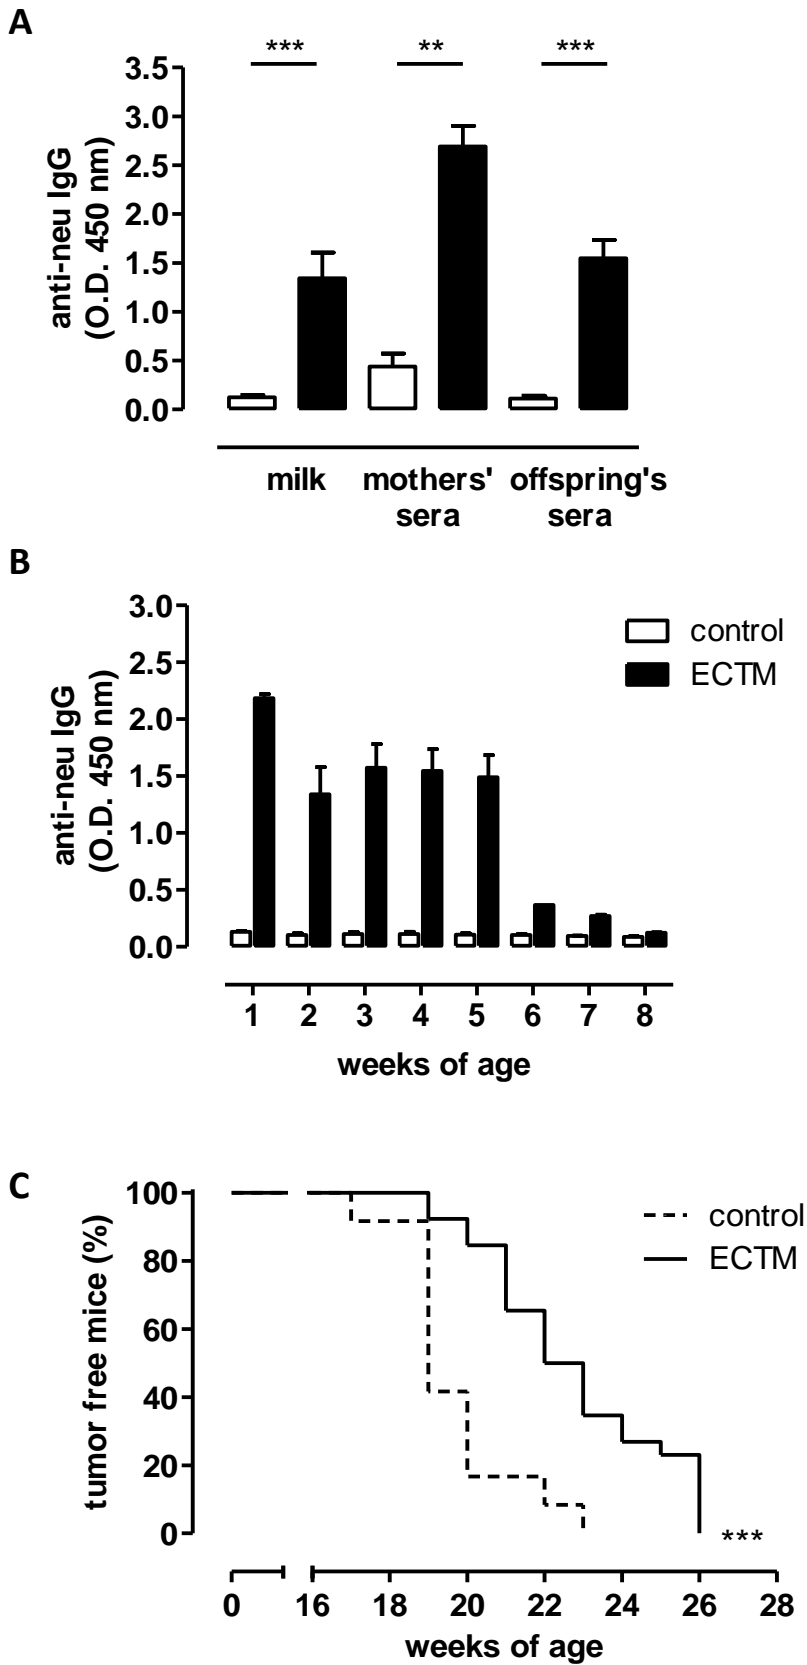 A
*** ** ***
anti-neu IgG
(O.D. 450 nm)
3.5
3.0
2.5
2.0
1.5
1.0
0.5
0.0
milk mothers' offspring's
sera sera
B
anti-neu IgG
(O.D. 450 nm)
3.0
2.5
2.0
1.5
1.0
0.5
0.0
control
ECTM
1 2 3 4 5 6 7 8
weeks of age
C
tumor free mice (%)
100
80
60
40
20
0
control
ECTM
***
0 16 18 20 22 24 26 28
weeks of age